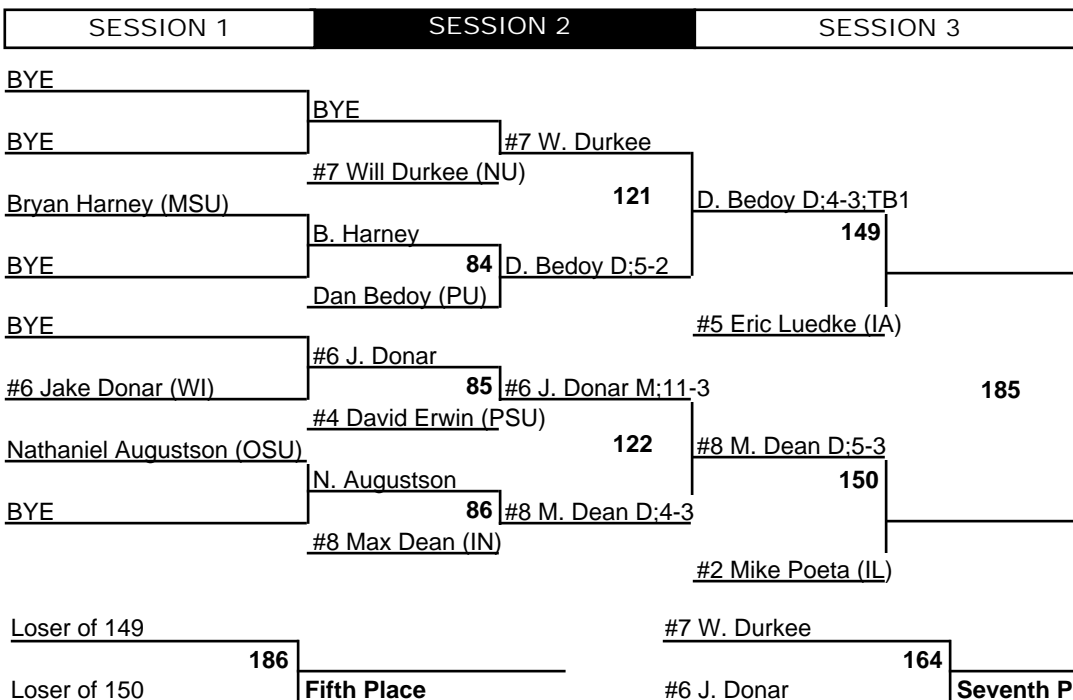 SESSION 1 SESSION 2 SESSION 3
BYE
BYE
BYE
#7 W. Durkee
#7 Will Durkee (NU)
121
Bryan Harney (MSU)
D. Bedoy D;4-3;TB1
B. Harney
149
BYE
84
D. Bedoy D;5-2
Dan Bedoy (PU)
BYE
#5 Eric Luedke (IA)
#6 J. Donar
#6 Jake Donar (WI)
85
#6 J. Donar M;11-3
185
#4 David Erwin (PSU)
Nathaniel Augustson (OSU)
122
#8 M. Dean D;5-3
N. Augustson
150
BYE
86
#8 M. Dean D;4-3
#8 Max Dean (IN)
#2 Mike Poeta (IL)
Loser of 149
#7 W. Durkee
186
164
Loser of 150
Fifth Place
#6 J. Donar
Seventh P